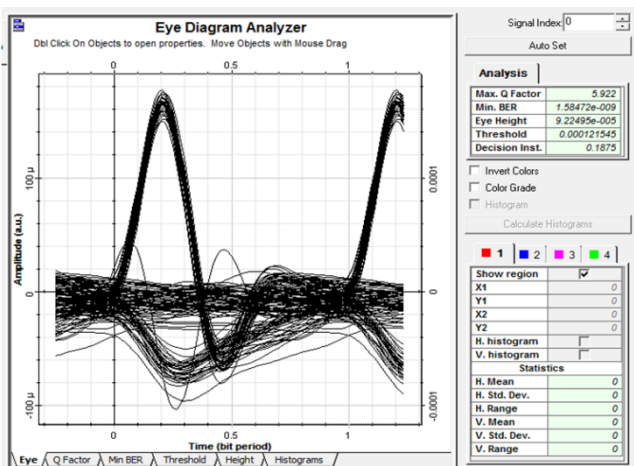 Eye Diagram Analyzer
Dbl Click On Objects to open properties. Move Objects with Mouse Drag
0 0.5 1
Amplitude (a.u.)
100 µ
0
-100 µ
0.0001
0
-0.0001
0 0.5 1
Time (bit period)
Eye Q Factor Min BER Threshold Height Histograms
Signal Index: 0
Auto Set
Analysis
Max. Q Factor 5.922
Min. BER 1.58472e-009
Eye Height 9.22495e-005
Threshold 0.000121545
Decision Inst. 0.1875
Invert Colors
Color Grade
Histogram
Calculate Histograms
1 2 3 4
Show region
X1 0
Y1 0
X2 0
Y2 0
H. histogram
V. histogram
Statistics
H. Mean 0
H. Std. Dev. 0
H. Range 0
V. Mean 0
V. Std. Dev. 0
V. Range 0